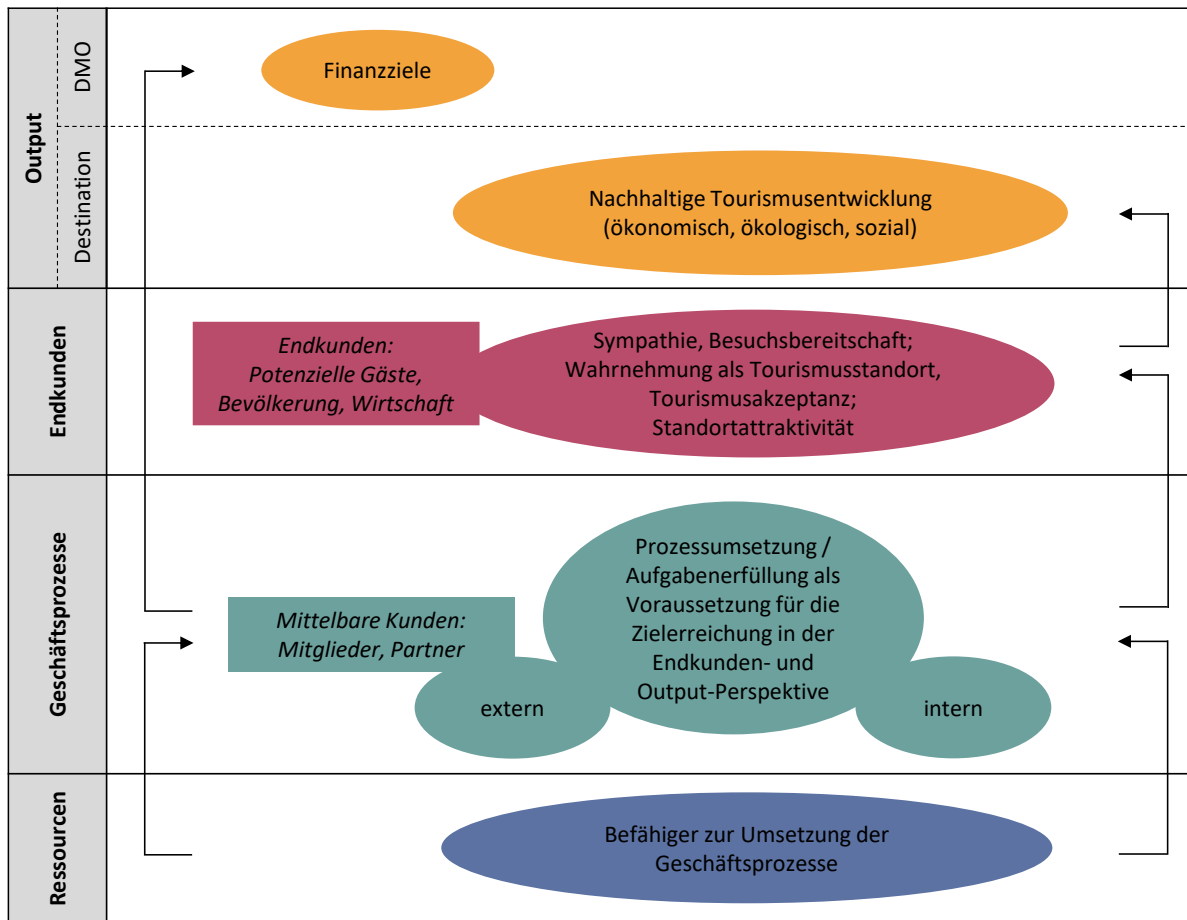 Output
DMO
Finanzziele
Destination
Nachhaltige Tourismusentwicklung
(ökonomisch, ökologisch, sozial)
Endkunden
Endkunden:
Potenzielle Gäste,
Bevölkerung, Wirtschaft
Sympathie, Besuchsbereitschaft;
Wahrnehmung als Tourismusstandort,
Tourismusakzeptanz;
Standortattraktivität
Geschäftsprozesse
Mittelbare Kunden:
Mitglieder, Partner
Prozessumsetzung /
Aufgabenerfüllung als
Voraussetzung für die
Zielerreichung in der
Endkunden- und
Output-Perspektive
extern
intern
Ressourcen
Befähiger zur Umsetzung der
Geschäftsprozesse